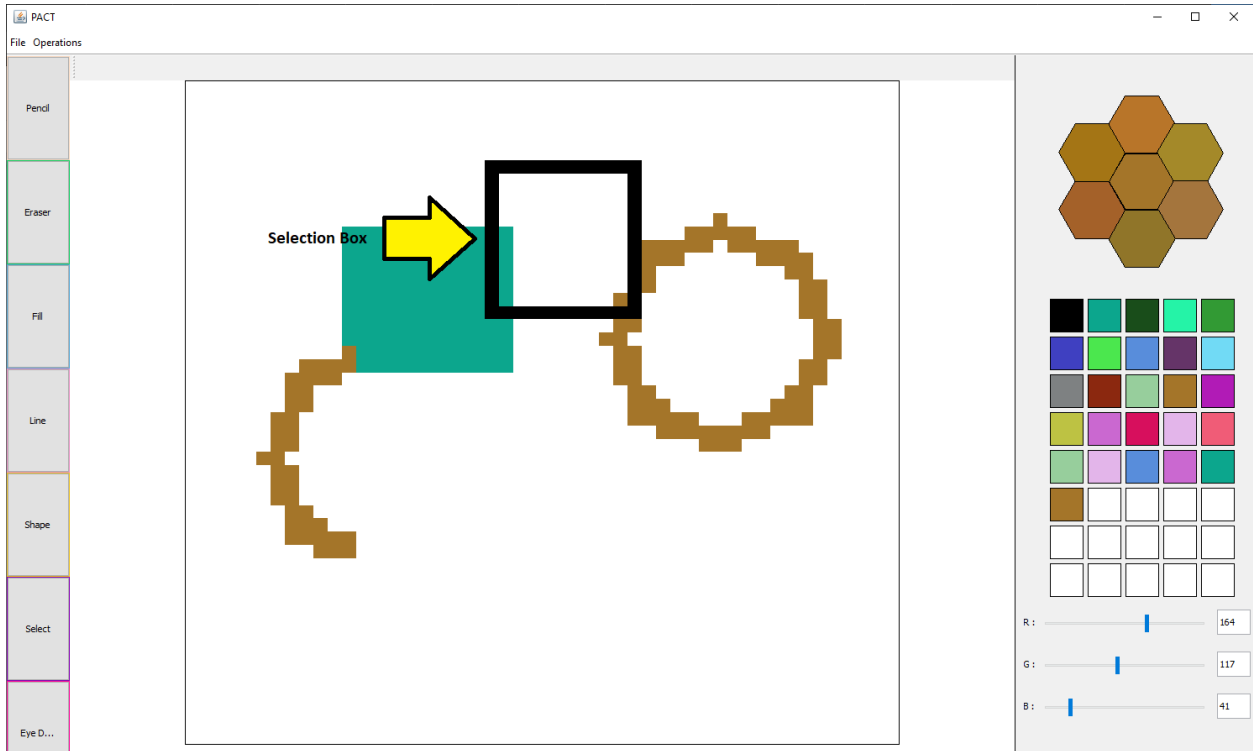 PACT
File Operations
Pencil
Eraser
Selection Box
Fill
Line
Shape
Select
Eye D...
R : 164
G : 117
B : 41